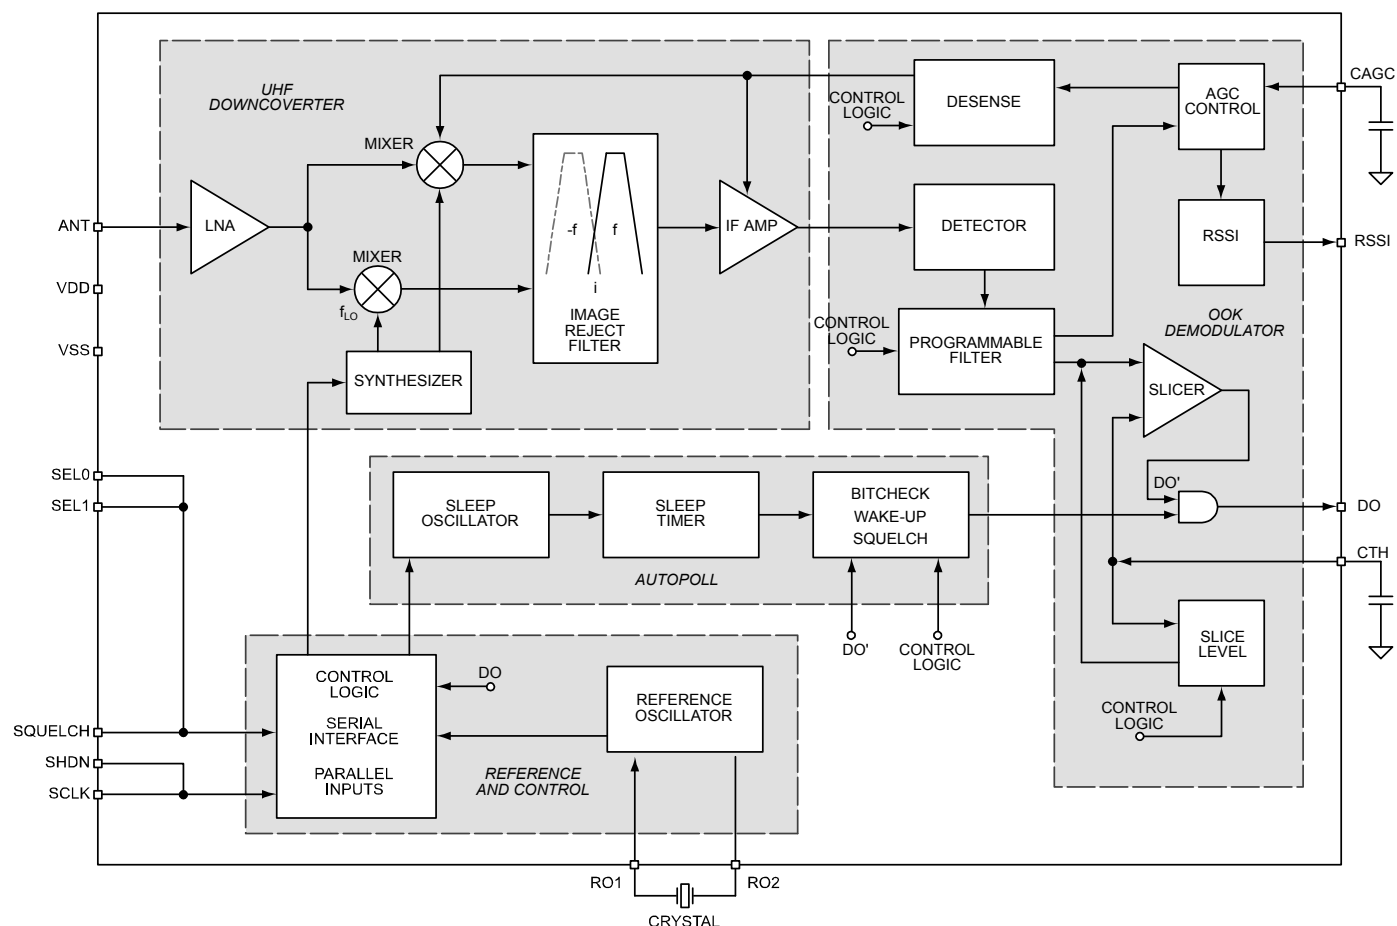 UHF
DOWNCOVERTER
MIXER
LNA
MIXER
fLO
SYNTHESIZER
-f
f
i
IMAGE
REJECT
FILTER
IF AMP
CONTROL
LOGIC
DESENSE
AGC
CONTROL
DETECTOR
RSSI
CONTROL
LOGIC
PROGRAMMABLE
FILTER
OOK
DEMODULATOR
SLICER
DO'
SLICE
LEVEL
CONTROL
LOGIC
ANT
VDD
VSS
SEL0
SEL1
SQUELCH
SHDN
SCLK
CAGC
RSSI
DO
CTH
SLEEP
OSCILLATOR
SLEEP
TIMER
BITCHECK
WAKE-UP
SQUELCH
AUTOPOLL
DO'
CONTROL
LOGIC
CONTROL
LOGIC
SERIAL
INTERFACE
PARALLEL
INPUTS
DO
REFERENCE
OSCILLATOR
REFERENCE
AND CONTROL
RO1
RO2
CRYSTAL